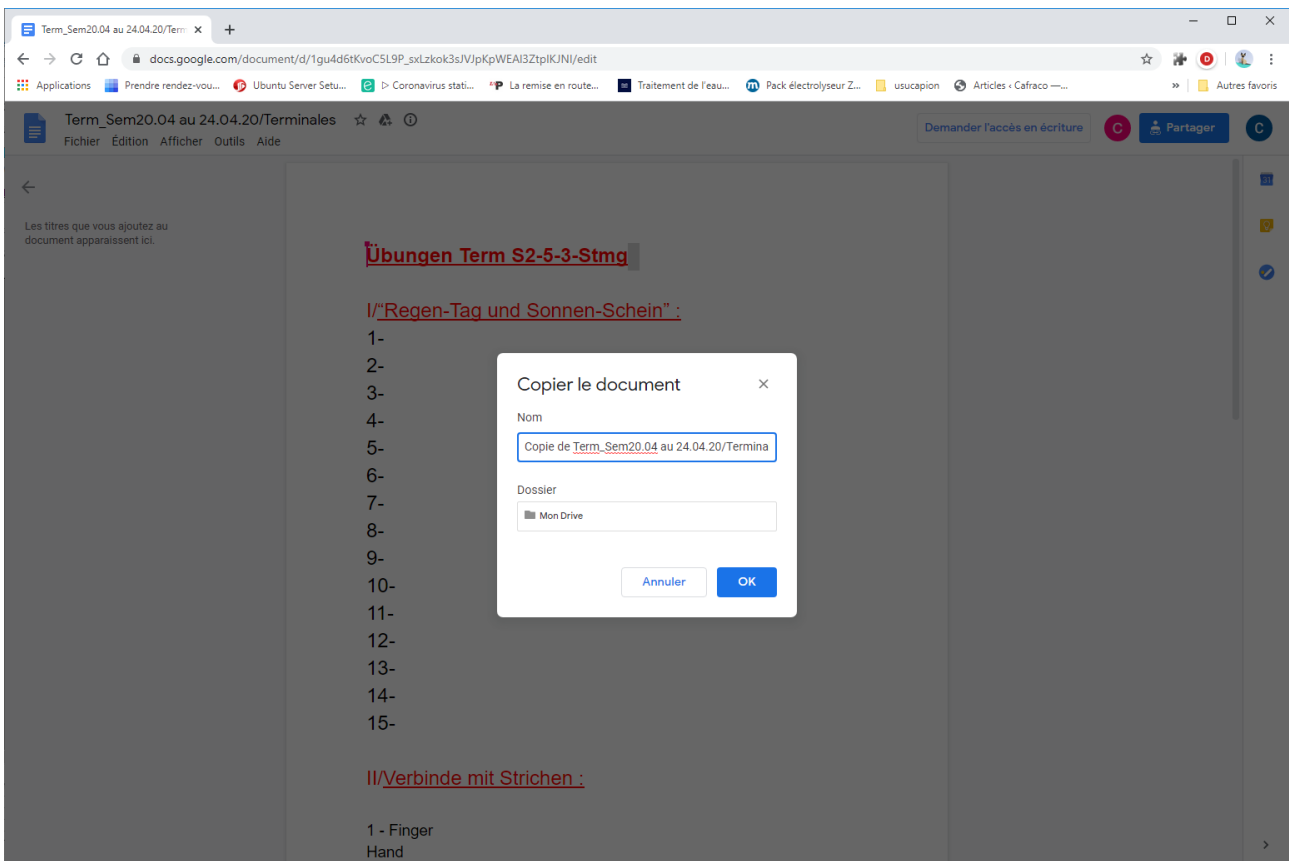 Term_Sem20.04 au 24.04.20/Term
docs.google.com/document/d/1gu4d6tKvoC5L9P_sxLzkok3sJVJpKpWEAI3ZtpIKJNI/edit
Applications Prendre rendez-vou... Ubuntu Server Setu... ▷ Coronavirus stati... La remise en route... Traitement de l'eau... Pack électrolyseur Z... usucapion Articles ‹ Cafraco —... » Autres favoris
Term_Sem20.04 au 24.04.20/Terminales
Fichier Édition Afficher Outils Aide
Demander l'accès en écriture C Partager C
31
Les titres que vous ajoutez au
document apparaissent ici.
Übungen Term S2-5-3-Stmg
I/“Regen-Tag und Sonnen-Schein” :
1-
2-
3-
4-
5-
6-
7-
8-
9-
10-
11-
12-
13-
14-
15-
II/Verbinde mit Strichen :
1 - Finger
Hand
Copier le document
Nom
Copie de Term_Sem20.04 au 24.04.20/Termina
Dossier
Mon Drive
Annuler OK